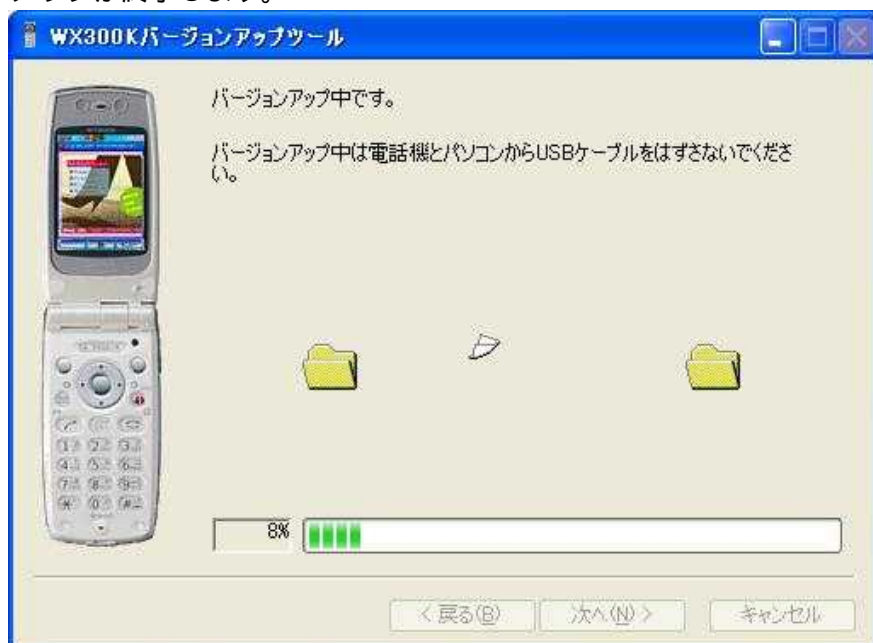 WX300Kバージョンアップツール
バージョンアップ中です。
バージョンアップ中は電話機とパソコンからUSBケーブルをはずさないでくださ
い。
8%
< 戻る(B)
次へ(N) >
キャンセル